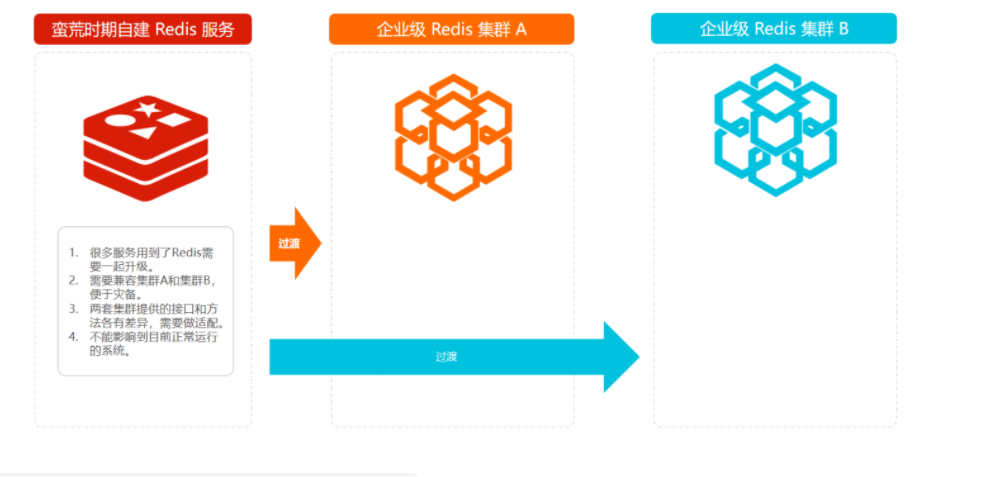 蛮荒时期自建 Redis 服务
企业级 Redis 集群 A
企业级 Redis 集群 B
1. 很多服务用到了Redis需
要一起升级。
2. 需要兼容集群A和集群B，
便于灾备。
3. 两套集群提供的接口和方
法各有差异，需要做适配。
4. 不能影响到目前正常运行
的系统。
过渡
过渡